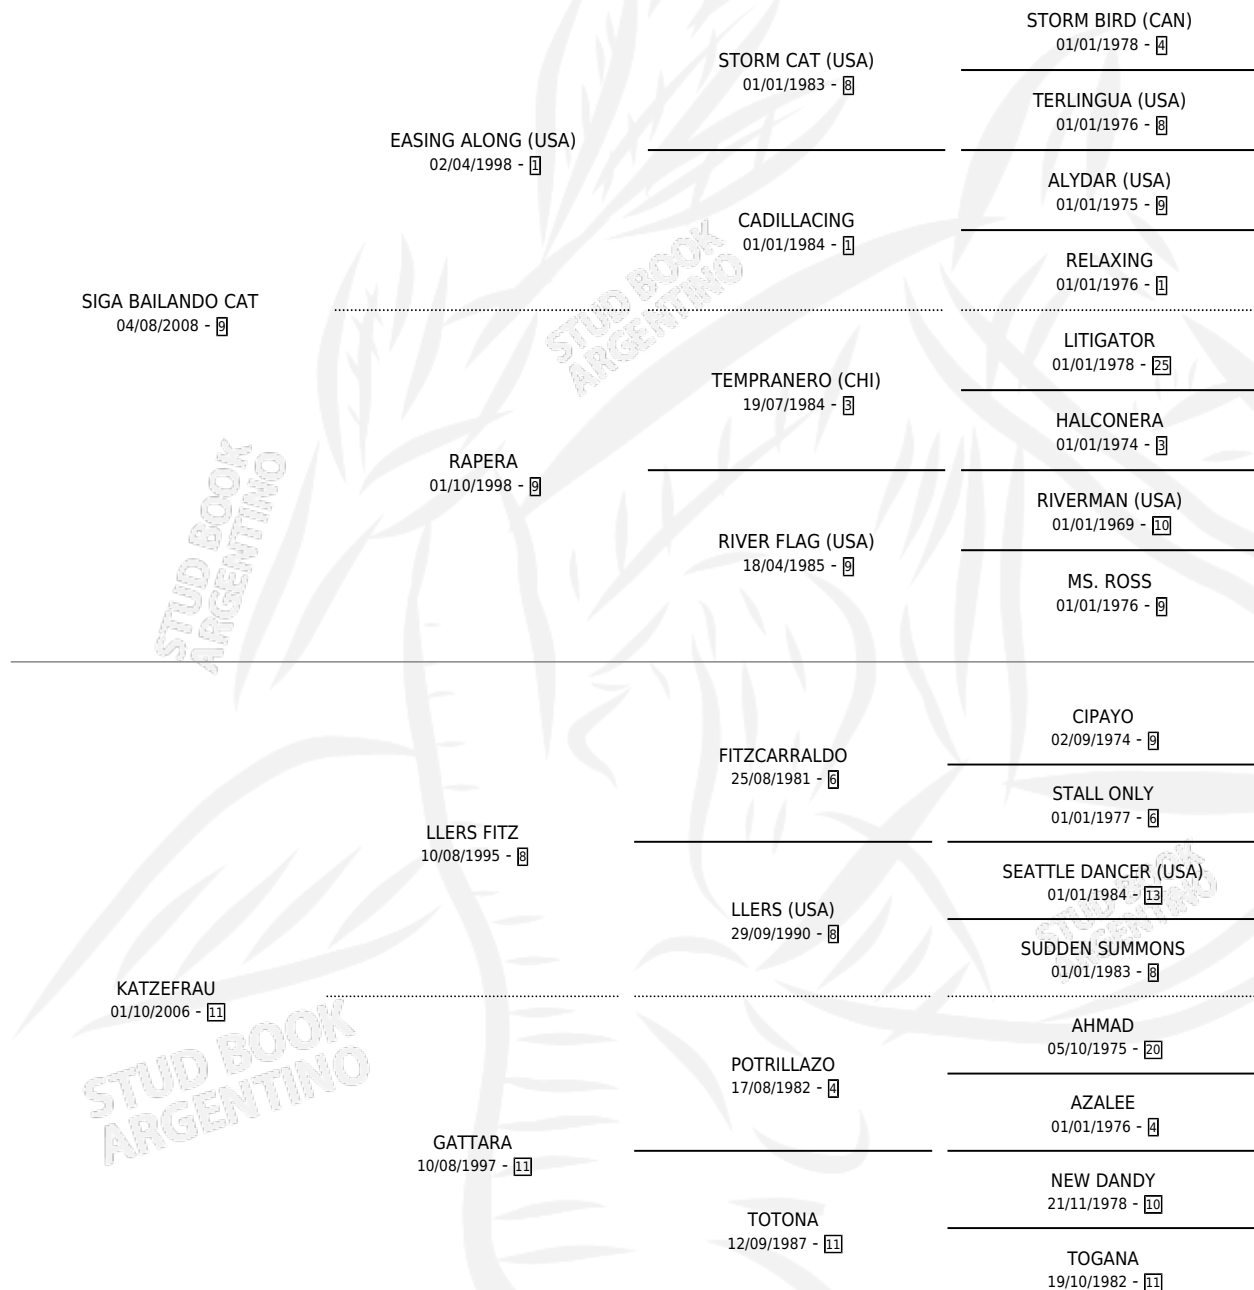 STORM BIRD (CAN)
01/01/1978 - 4
STORM CAT (USA)
01/01/1983 - 8
TERLINGUA (USA)
01/01/1976 - 8
EASING ALONG (USA)
02/04/1998 - 1
ALYDAR (USA)
01/01/1975 - 9
CADILLACING
01/01/1984 - 1
RELAXING
01/01/1976 - 1
SIGA BAILANDO CAT
04/08/2008 - 9
LITIGATOR
01/01/1978 - 25
TEMPRANERO (CHI)
19/07/1984 - 3
HALCONERA
01/01/1974 - 3
RAPERA
01/10/1998 - 9
RIVERMAN (USA)
01/01/1969 - 10
RIVER FLAG (USA)
18/04/1985 - 9
MS. ROSS
01/01/1976 - 9
CIPAYO
02/09/1974 - 9
FITZCARRALDO
25/08/1981 - 6
STALL ONLY
01/01/1977 - 6
LLERS FITZ
10/08/1995 - 8
SEATTLE DANCER (USA)
01/01/1984 - 13
LLERS (USA)
29/09/1990 - 8
SUDDEN SUMMONS
01/01/1983 - 8
KATZEFRAU
01/10/2006 - 11
AHMAD
05/10/1975 - 20
POTRILLAZO
17/08/1982 - 4
AZALEE
01/01/1976 - 4
GATTARA
10/08/1997 - 11
NEW DANDY
21/11/1978 - 10
TOTONA
12/09/1987 - 11
TOGANA
19/10/1982 - 11
STUD BOOK
ARGENTINO
STUD BOOK
ARGENTINO
STUD BOOK
ARGENTINO
STUD BOOK
ARGENTINO